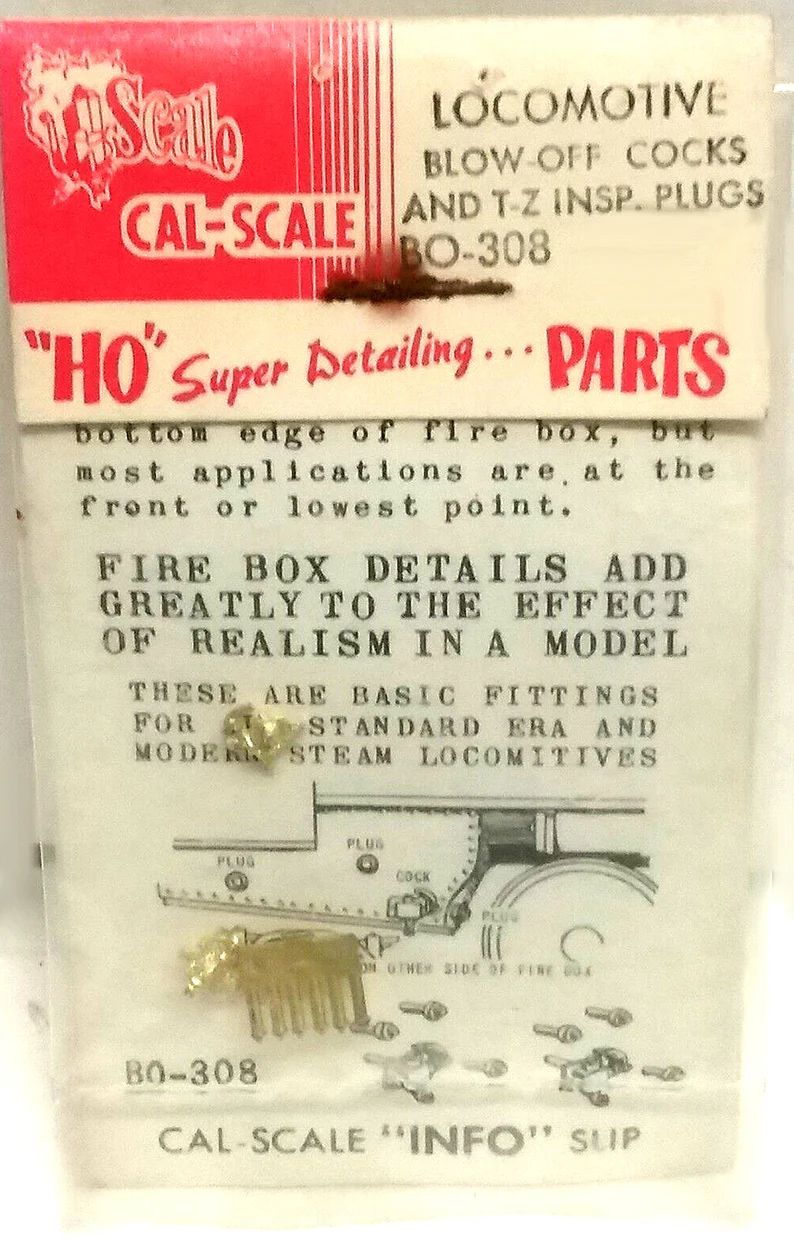 Scale
CAL-SCALE
LOCOMOTIVE
BLOW-OFF COCKS
AND T-Z INSP. PLUGS
BO-308
"HO" Super Detailing... PARTS
bottom edge of fire box, but
most applications are at the
front or lowest point.
FIRE BOX DETAILS ADD
GREATLY TO THE EFFECT
OF REALISM IN A MODEL
THESE ARE BASIC FITTINGS
FOR STANDARD ERA AND
MODERN STEAM LOCOMITIVES
PLUG
PLUG
COCK
PLUG
ON OTHER SIDE OF FIRE BOX
BO-308
CAL-SCALE "INFO" SLIP